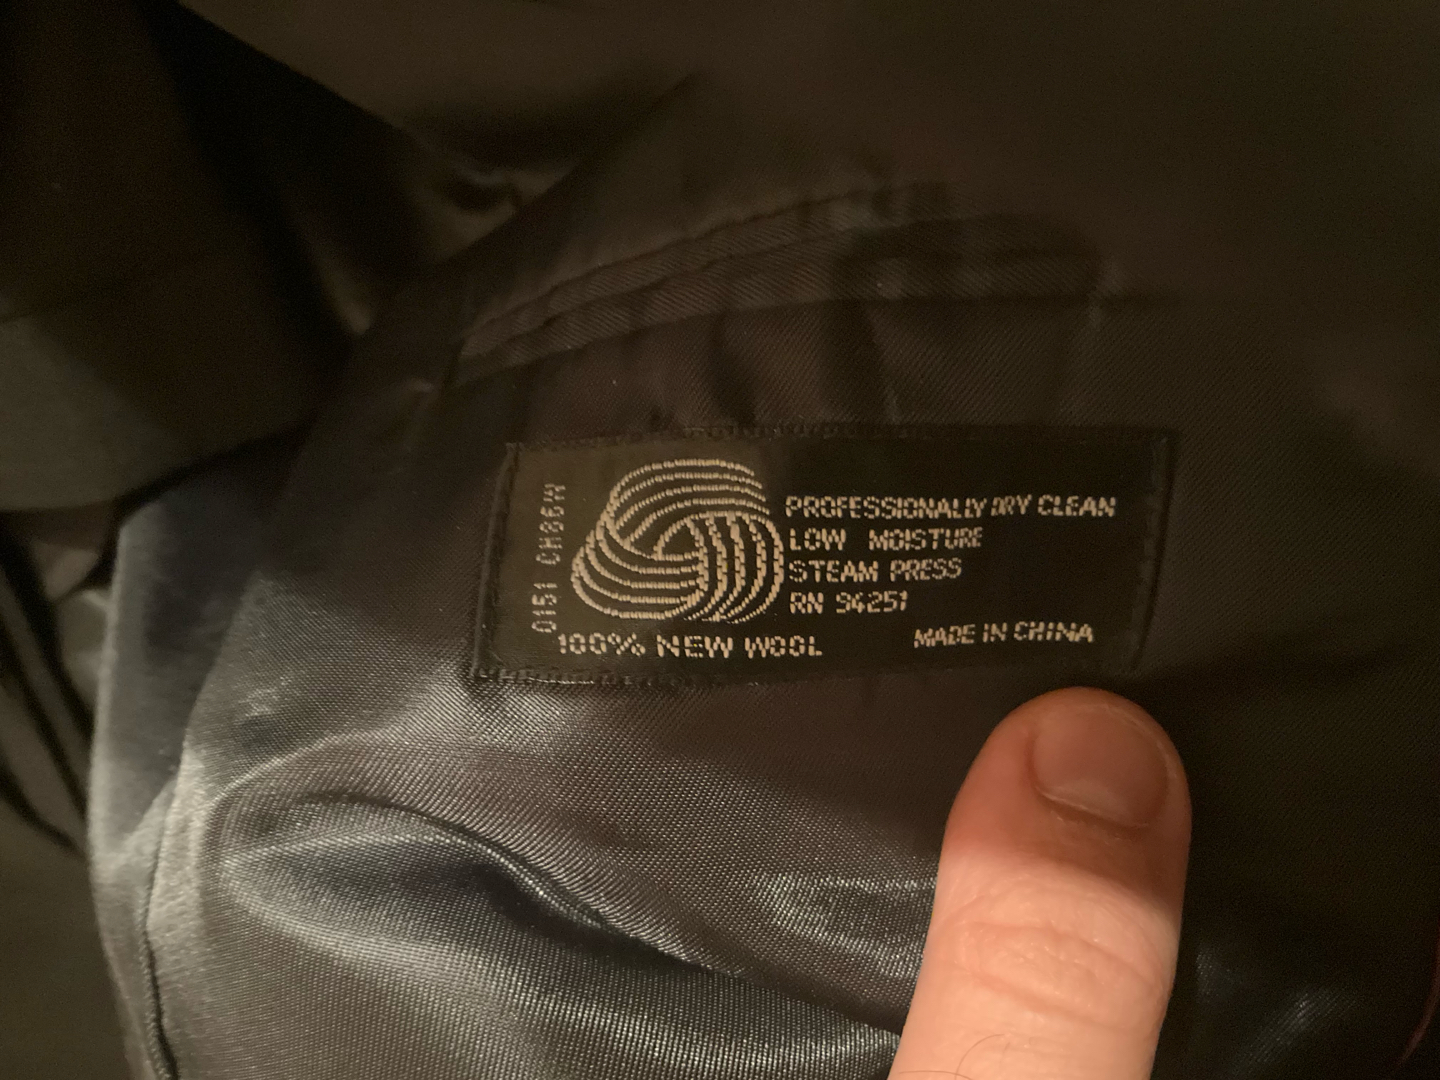 0151 CH86W
PROFESSIONALLY DRY CLEAN
LOW MOISTURE
STEAM PRESS
RN 94251
100% NEW WOOL
MADE IN CHINA